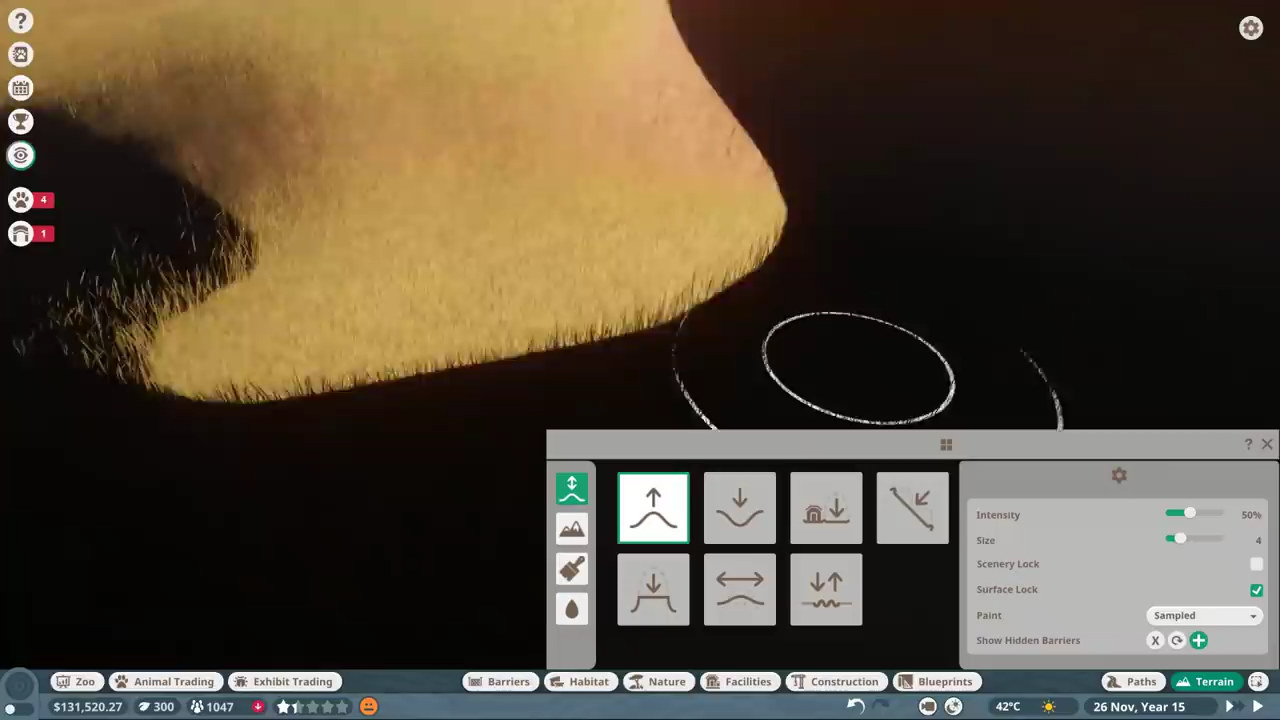 ?
4
1
?
Intensity 50%
Size 4
Scenery Lock
Surface Lock
Paint Sampled
Show Hidden Barriers X
Zoo Animal Trading Exhibit Trading Barriers Habitat Nature Facilities Construction Blueprints Paths Terrain
$131,520.27 300 1047 42°C 26 Nov, Year 15